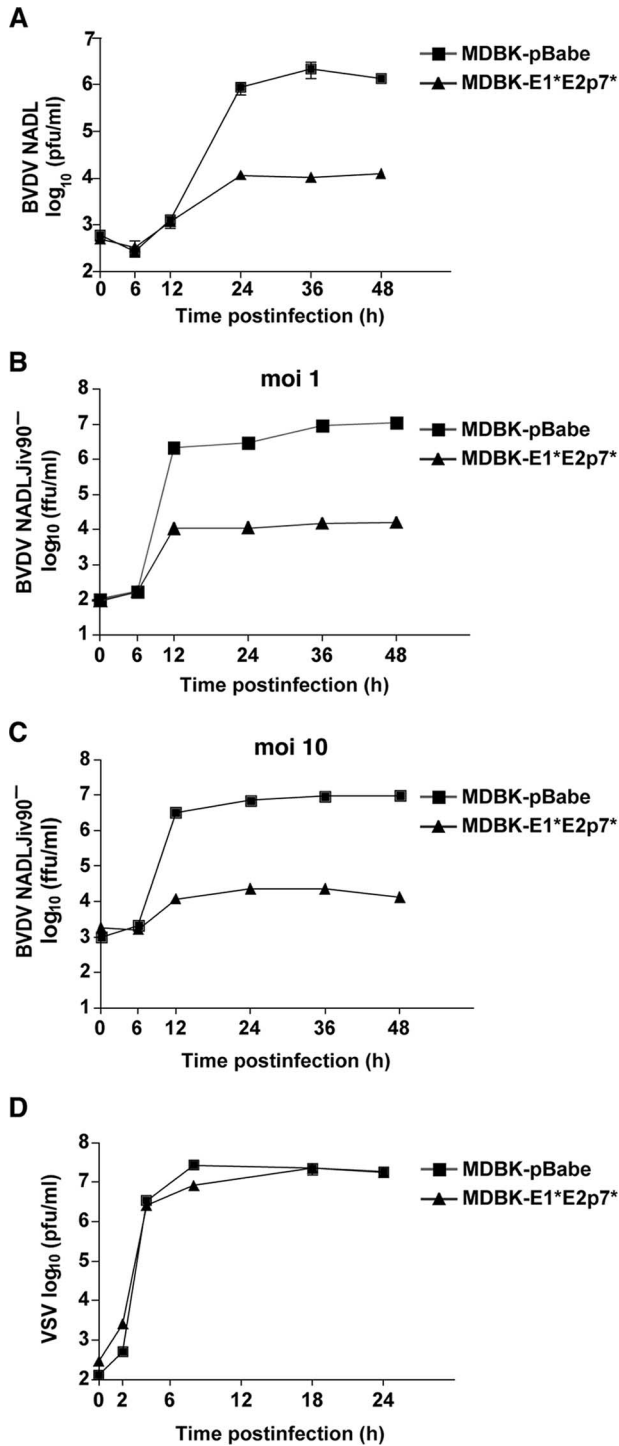 A
7
6
5
4
3
2
BVDV NADL
log10 (pfu/ml)
0 6 12 24 36 48
Time postinfection (h)
MDBK-pBabe
MDBK-E1*E2p7*
B
moi 1
8
7
6
5
4
3
2
1
BVDV NADLJiv90—
log10 (ffu/ml)
0 6 12 24 36 48
Time postinfection (h)
MDBK-pBabe
MDBK-E1*E2p7*
C
moi 10
8
7
6
5
4
3
2
1
BVDV NADLJiv90—
log10 (ffu/ml)
0 6 12 24 36 48
Time postinfection (h)
MDBK-pBabe
MDBK-E1*E2p7*
D
8
7
6
5
4
3
2
VSV log10 (pfu/ml)
0 2 6 12 18 24
Time postinfection (h)
MDBK-pBabe
MDBK-E1*E2p7*